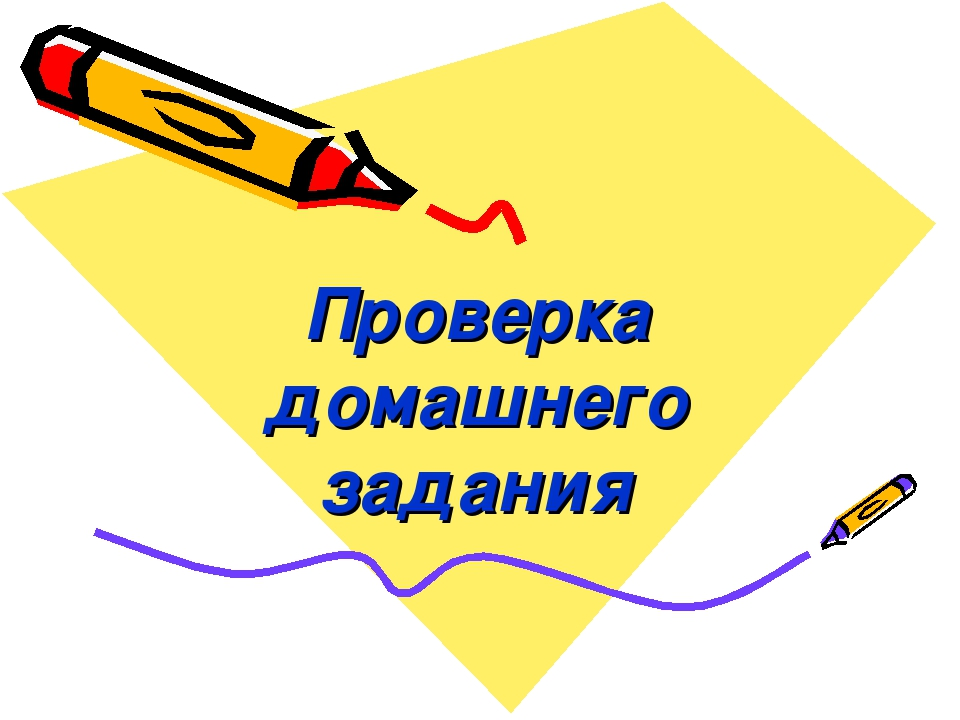 Проверка
домашнего
задания